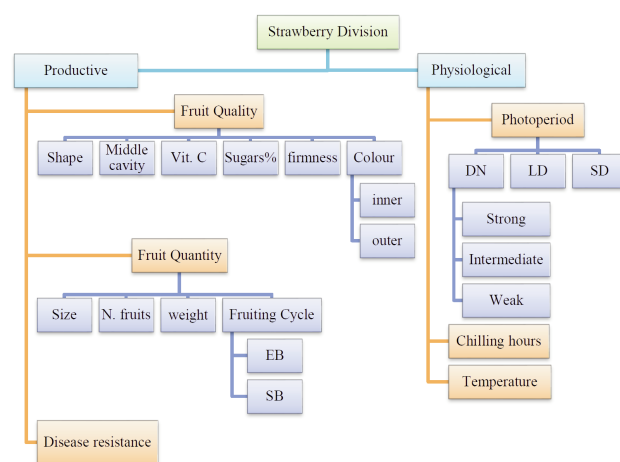 Strawberry Division
Productive
Physiological
Fruit Quality
Shape
Middle
cavity
Vit. C
Sugars%
firmness
Colour
inner
outer
Fruit Quantity
Size
N. fruits
weight
Fruiting Cycle
EB
SB
Disease resistance
Photoperiod
DN
LD
SD
Strong
Intermediate
Weak
Chilling hours
Temperature